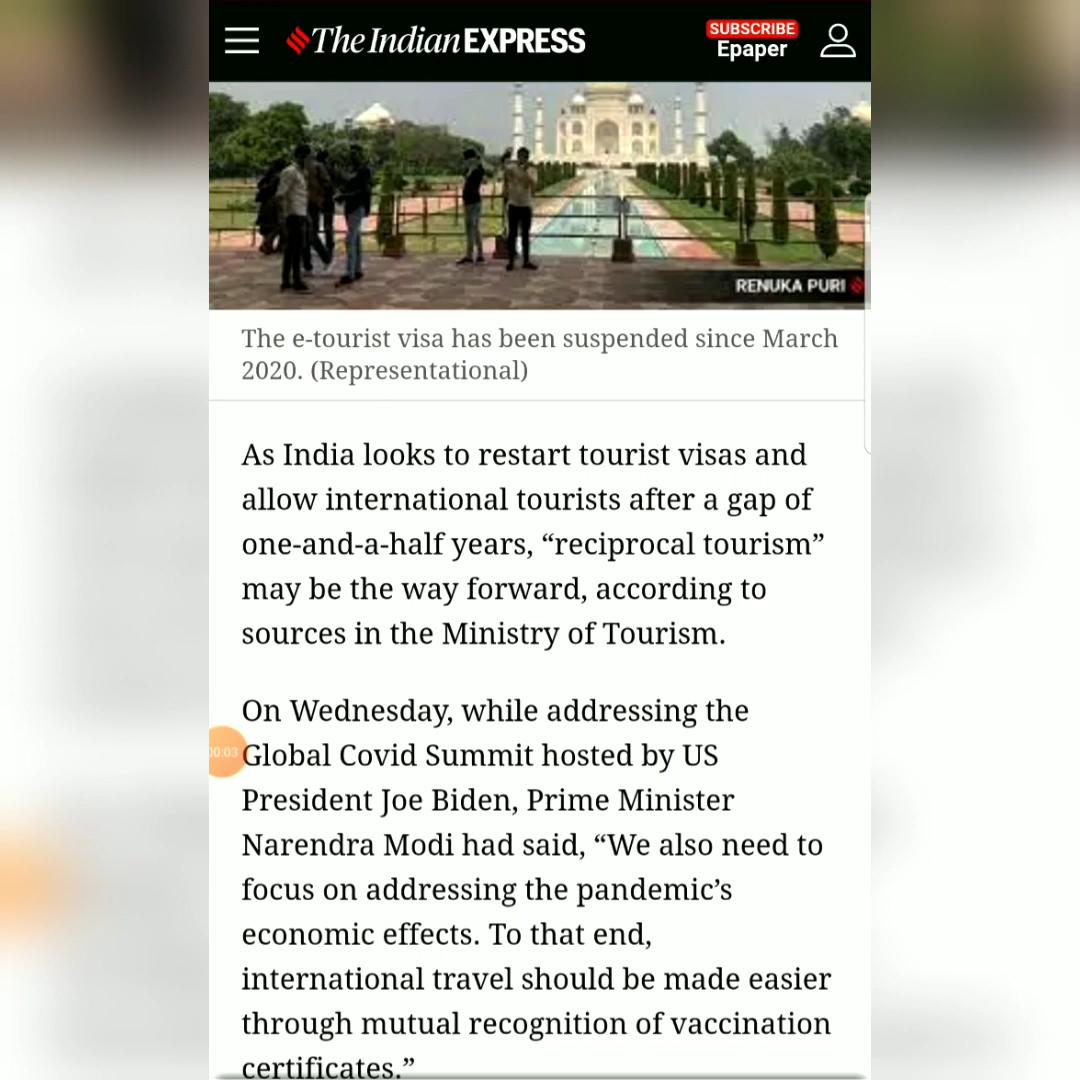 The Indian EXPRESS
SUBSCRIBE
Epaper
RENUKA PURI
The e-tourist visa has been suspended since March
2020. (Representational)
As India looks to restart tourist visas and
allow international tourists after a gap of
one-and-a-half years, “reciprocal tourism”
may be the way forward, according to
sources in the Ministry of Tourism.
On Wednesday, while addressing the
00:03
Global Covid Summit hosted by US
President Joe Biden, Prime Minister
Narendra Modi had said, “We also need to
focus on addressing the pandemic’s
economic effects. To that end,
international travel should be made easier
through mutual recognition of vaccination
certificates.”